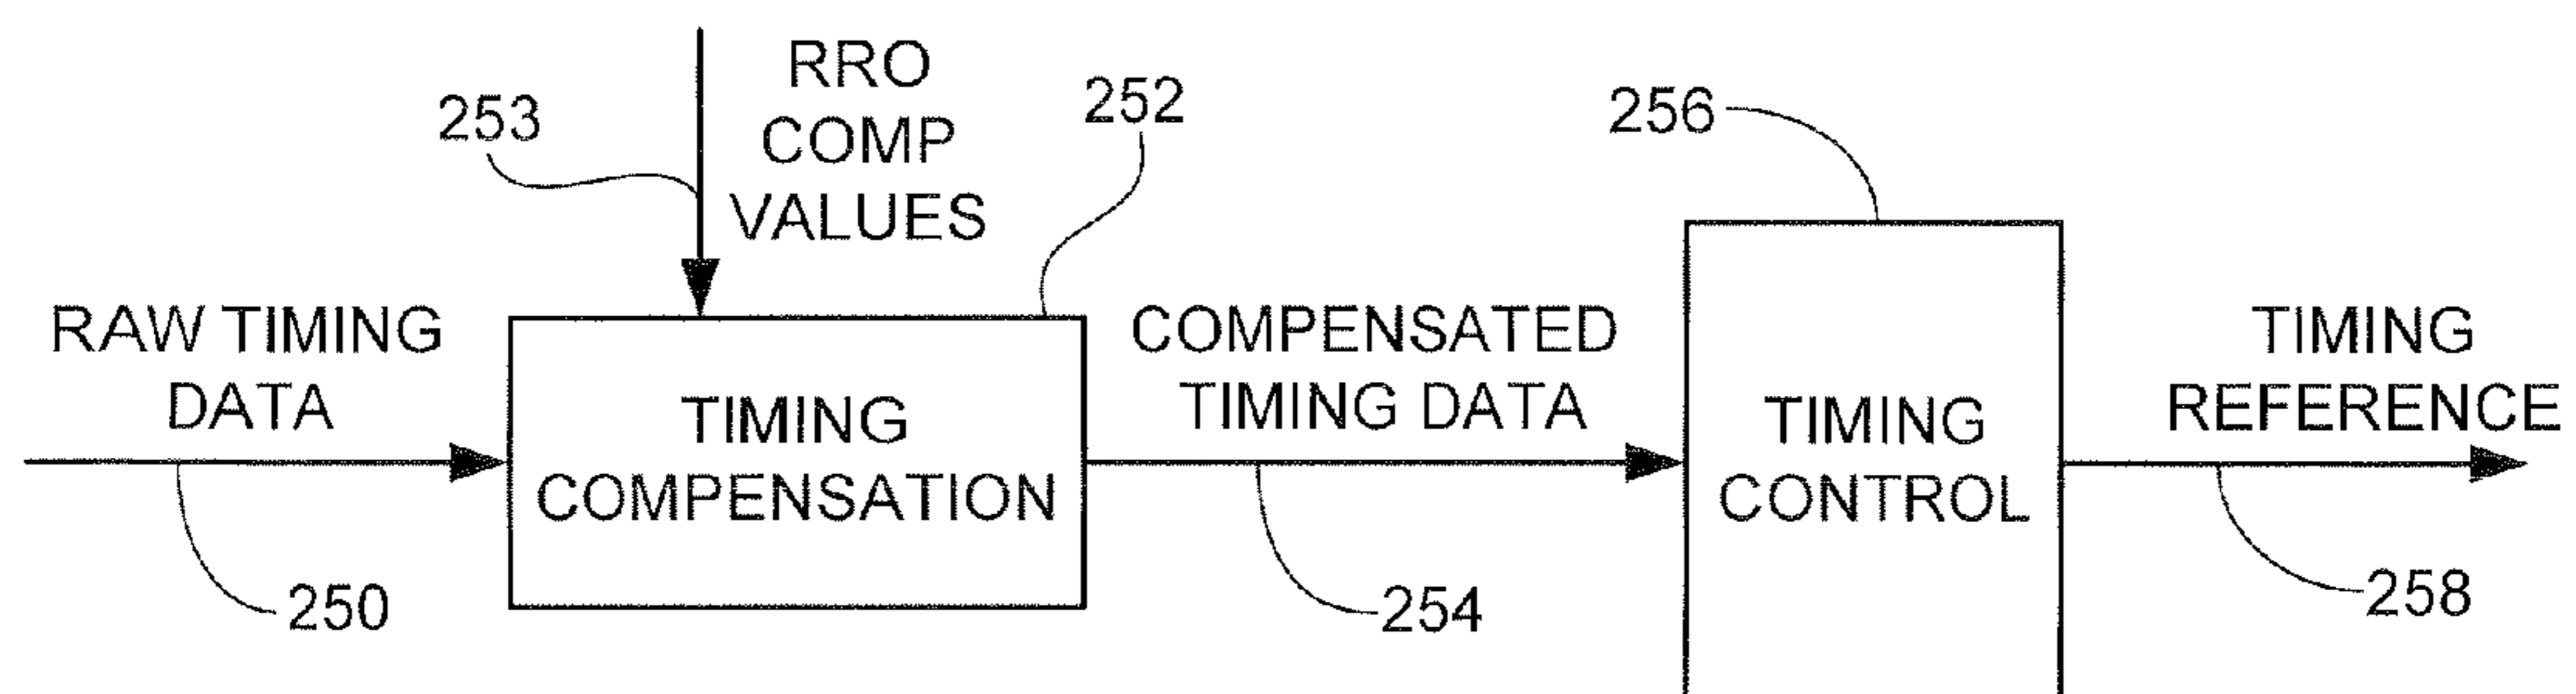 RRO
COMP
VALUES
253
252
256
RAW TIMING
DATA
250
TIMING
COMPENSATION
COMPENSATED
TIMING DATA
254
TIMING
CONTROL
TIMING
REFERENCE
258